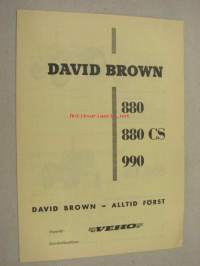 DAVID BROWN
880
880 CS
990
DAVID BROWN – ALLTID FÖRST
VEHO